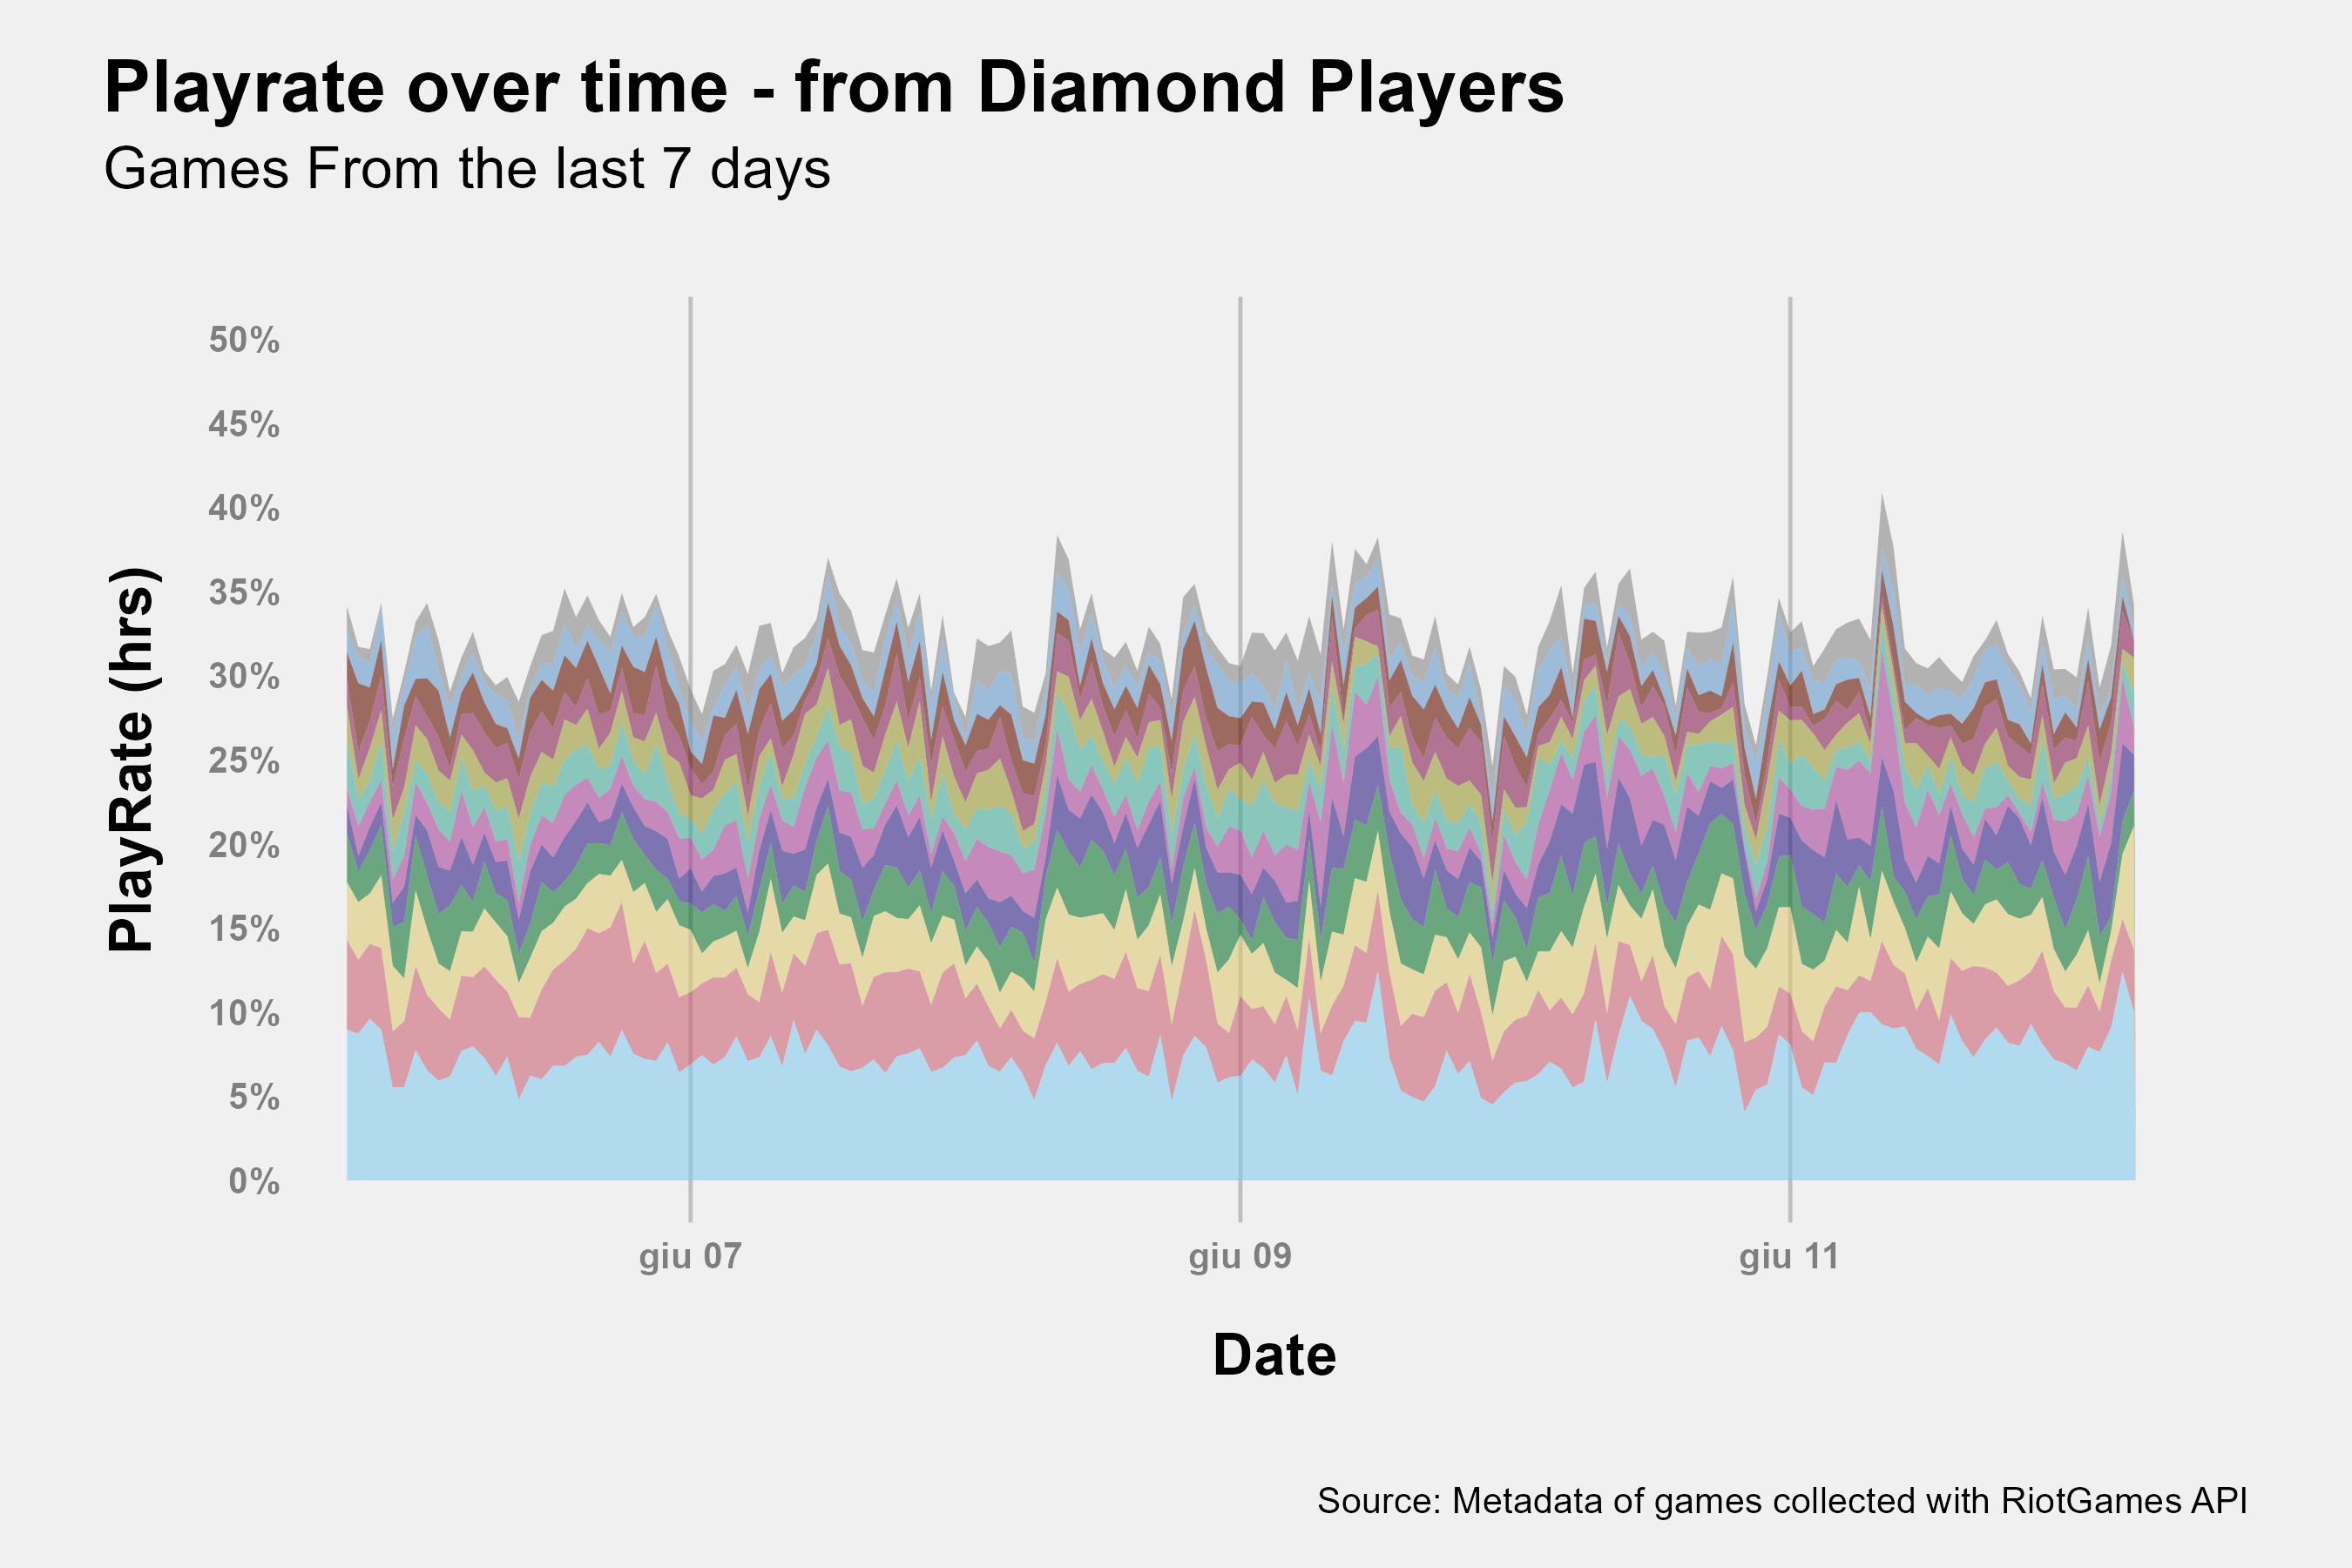 Playrate over time - from Diamond Players
Games From the last 7 days
50%
45%
40%
35%
30%
25%
20%
15%
10%
5%
0%
PlayRate (hrs)
giu 07
giu 09
giu 11
Date
Source: Metadata of games collected with RiotGames API